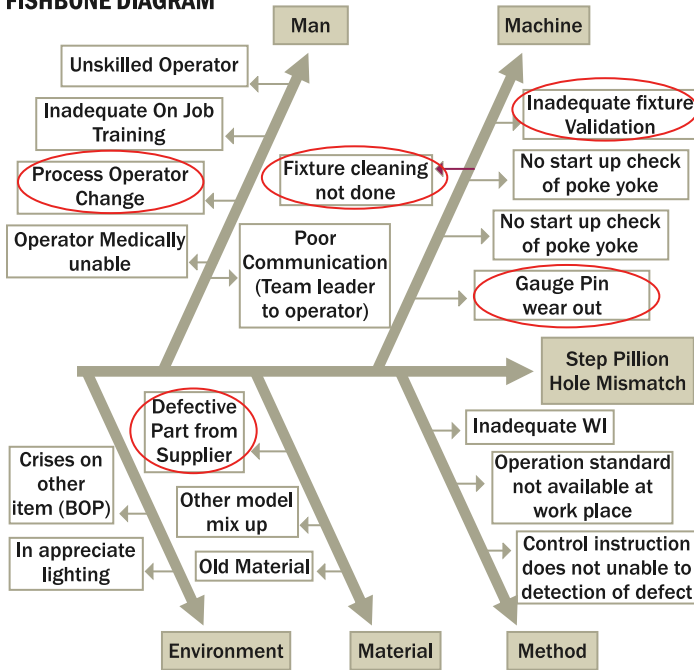 FISHBONE DIAGRAM
Man
Machine
Unskilled Operator
Inadequate On Job
Training
Process Operator
Change
Operator Medically
unable
Poor
Communication
(Team leader
to operator)
Fixture cleaning
not done
Inadequate fixture
Validation
No start up check
of poke yoke
No start up check
of poke yoke
Gauge Pin
wear out
Step Pillion
Hole Mismatch
Crises on
other
item (BOP)
In appreciate
lighting
Defective
Part from
Supplier
Other model
mix up
Old Material
Inadequate WI
Operation standard
not available at
work place
Control instruction
does not unable to
detection of defect
Environment
Material
Method